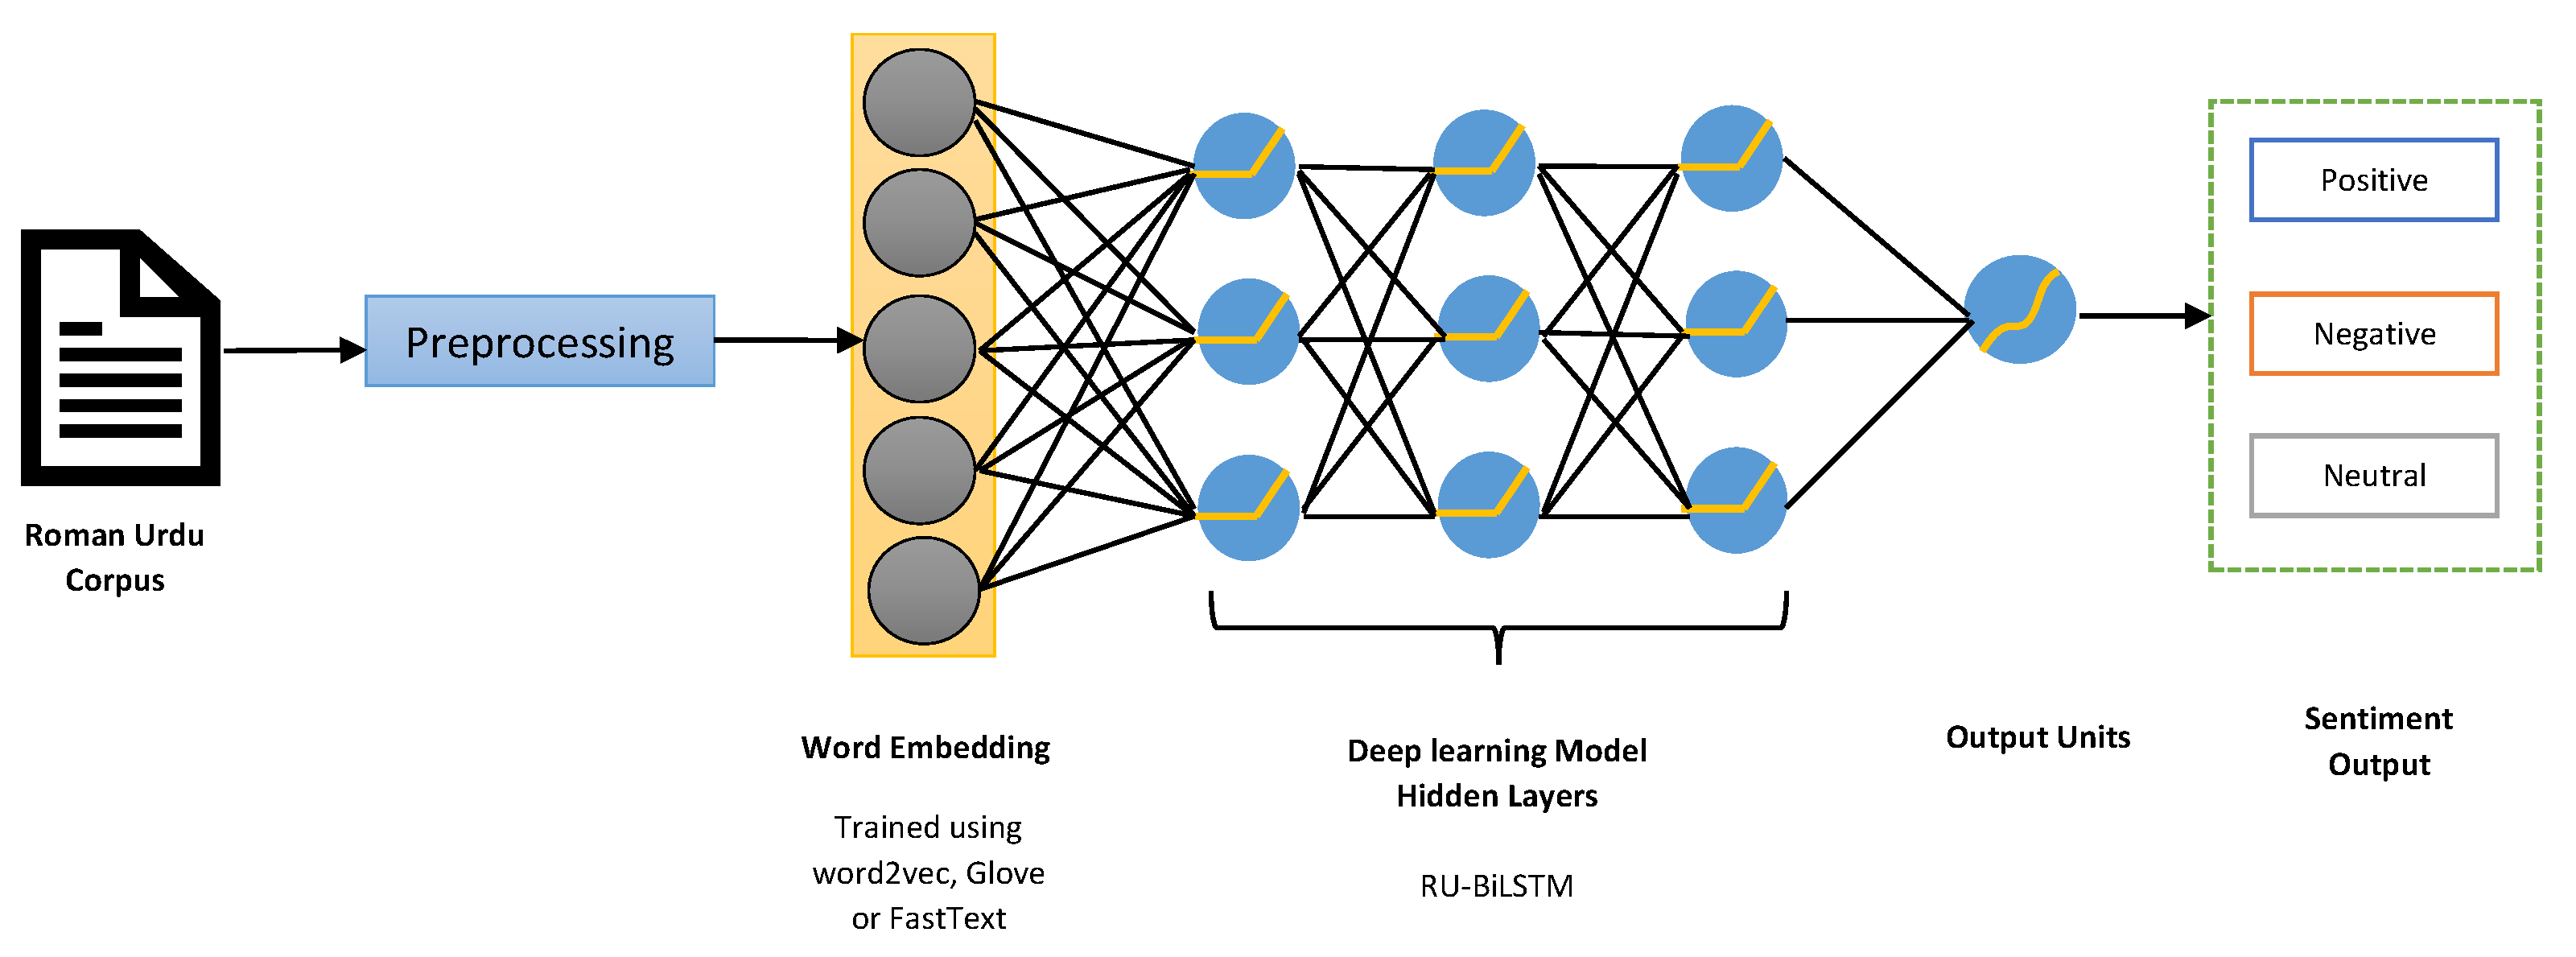 Roman Urdu
Corpus
Preprocessing
Word Embedding
Trained using
word2vec, Glove
or FastText
Deep learning Model
Hidden Layers
RU-BiLSTM
Output Units
Positive
Negative
Neutral
Sentiment
Output